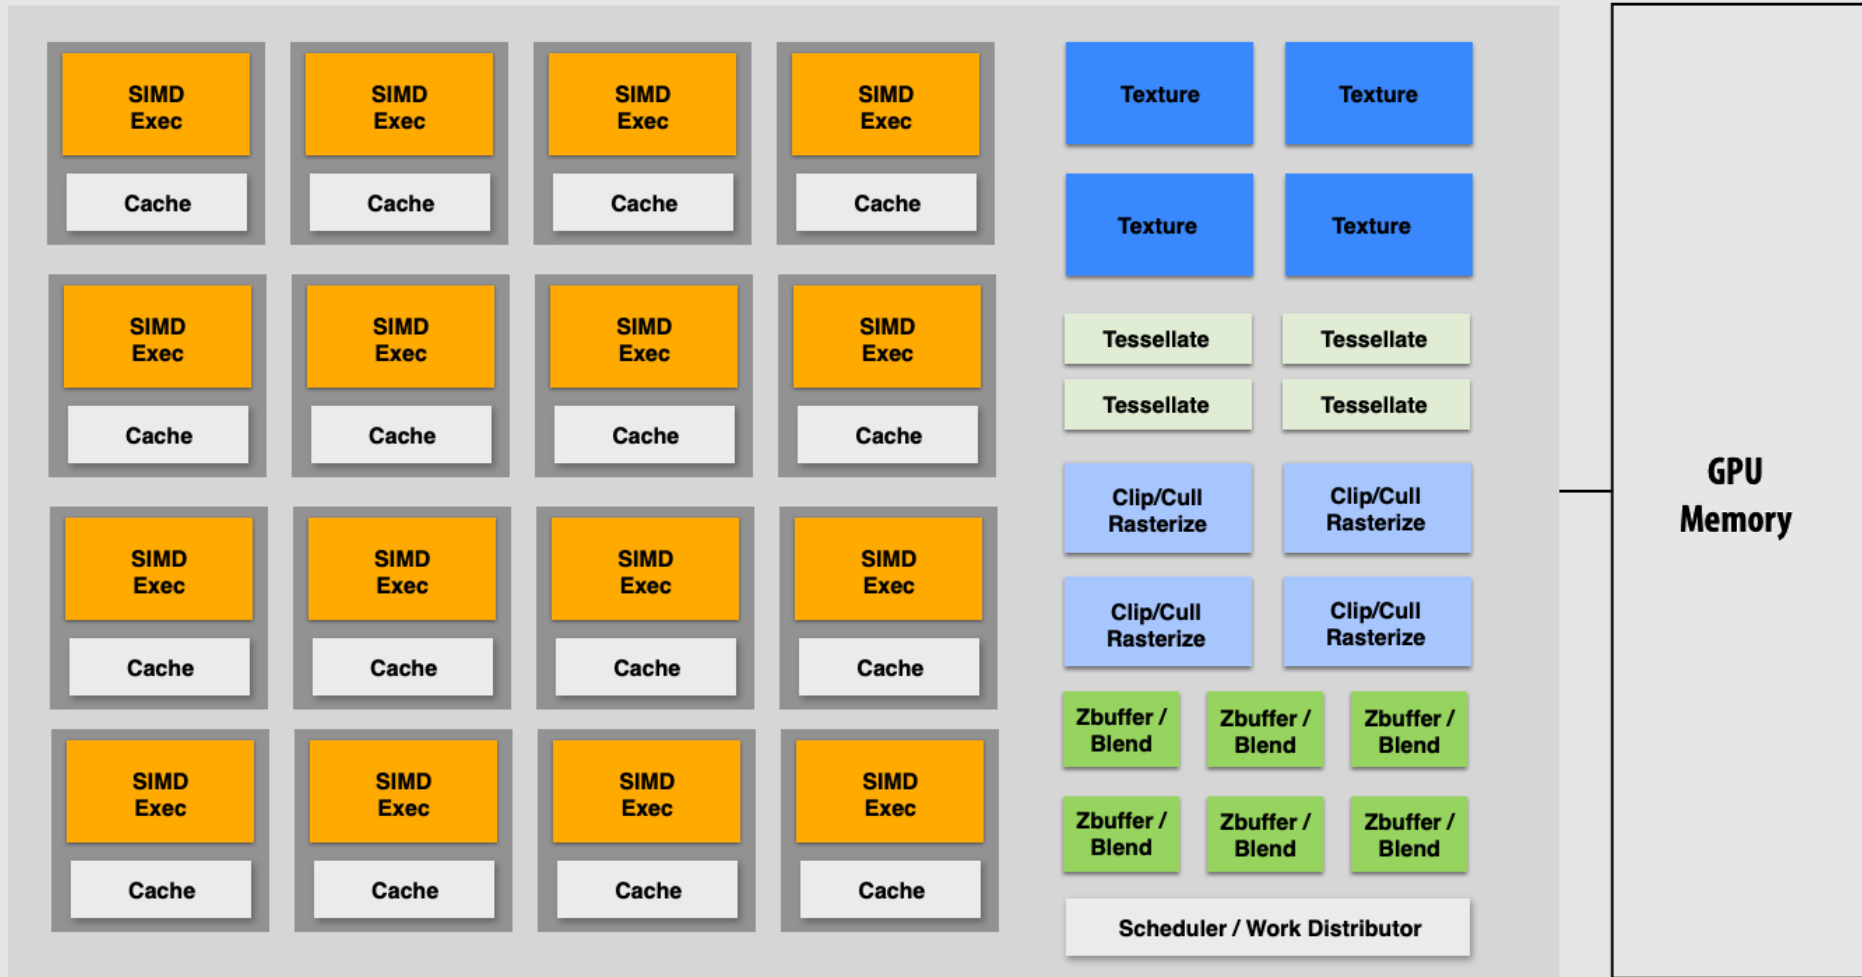 SIMD
Exec
SIMD
Exec
SIMD
Exec
SIMD
Exec
Cache
Cache
Cache
Cache
SIMD
Exec
SIMD
Exec
SIMD
Exec
SIMD
Exec
Cache
Cache
Cache
Cache
SIMD
Exec
SIMD
Exec
SIMD
Exec
SIMD
Exec
Cache
Cache
Cache
Cache
SIMD
Exec
SIMD
Exec
SIMD
Exec
SIMD
Exec
Cache
Cache
Cache
Cache
Texture
Texture
Texture
Texture
Tessellate
Tessellate
Tessellate
Tessellate
Clip/Cull
Rasterize
Clip/Cull
Rasterize
Clip/Cull
Rasterize
Clip/Cull
Rasterize
Zbuffer /
Blend
Zbuffer /
Blend
Zbuffer /
Blend
Zbuffer /
Blend
Zbuffer /
Blend
Zbuffer /
Blend
Scheduler / Work Distributor
GPU
Memory